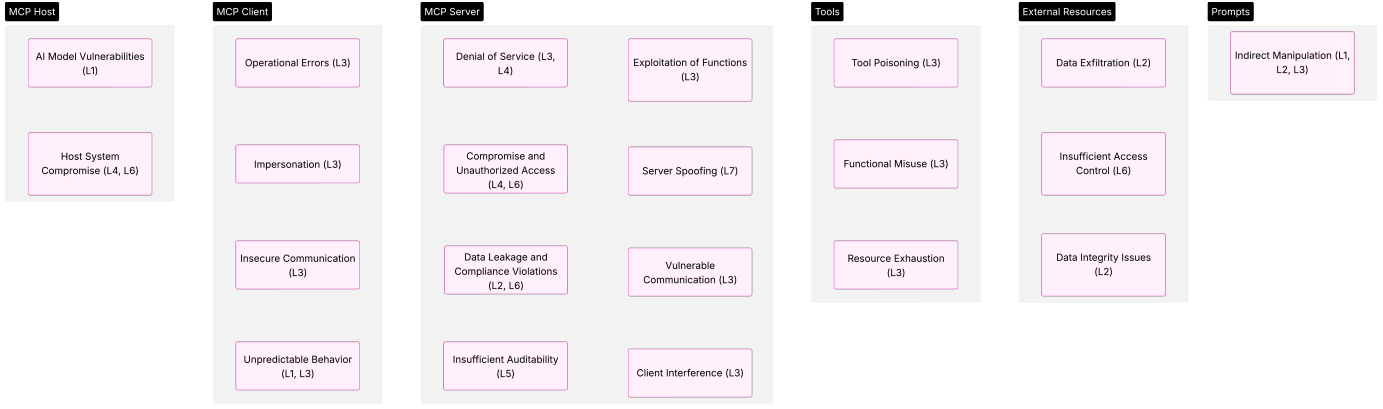 MCP Host
AI Model Vulnerabilities
(L1)
Host System
Compromise (L4, L6)
MCP Client
Operational Errors (L3)
Impersonation (L3)
Insecure Communication
(L3)
Unpredictable Behavior
(L1, L3)
MCP Server
Denial of Service (L3,
L4)
Compromise and
Unauthorized Access
(L4, L6)
Data Leakage and
Compliance Violations
(L2, L6)
Insufficient Auditability
(L5)
Exploitation of Functions
(L3)
Server Spoofing (L7)
Vulnerable
Communication (L3)
Client Interference (L3)
Tools
Tool Poisoning (L3)
Functional Misuse (L3)
Resource Exhaustion
(L3)
External Resources
Data Exfiltration (L2)
Insufficient Access
Control (L6)
Data Integrity Issues
(L2)
Prompts
Indirect Manipulation (L1,
L2, L3)